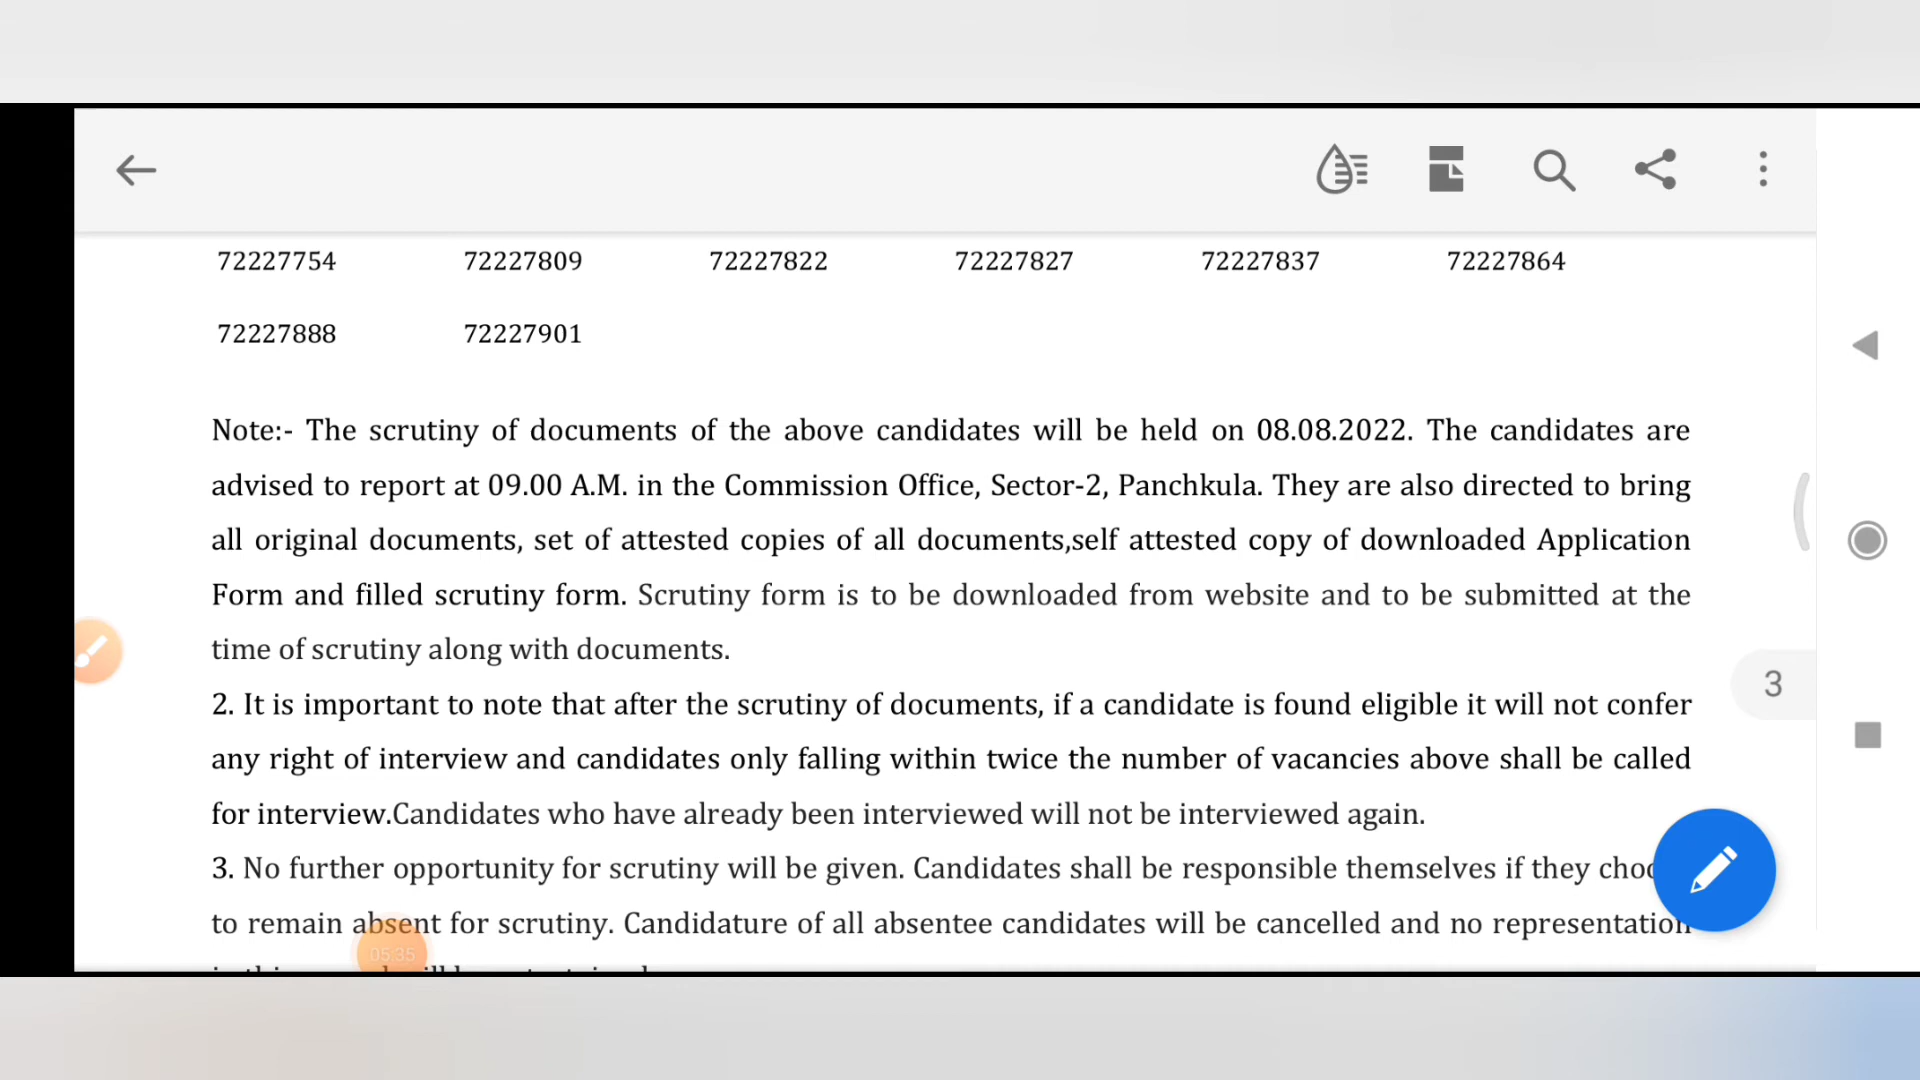 72227754 72227809 72227822 72227827 72227837 72227864
72227888 72227901
Note:- The scrutiny of documents of the above candidates will be held on 08.08.2022. The candidates are
advised to report at 09.00 A.M. in the Commission Office, Sector-2, Panchkula. They are also directed to bring
all original documents, set of attested copies of all documents,self attested copy of downloaded Application
Form and filled scrutiny form. Scrutiny form is to be downloaded from website and to be submitted at the
time of scrutiny along with documents.
3
2. It is important to note that after the scrutiny of documents, if a candidate is found eligible it will not confer
any right of interview and candidates only falling within twice the number of vacancies above shall be called
for interview.Candidates who have already been interviewed will not be interviewed again.
3. No further opportunity for scrutiny will be given. Candidates shall be responsible themselves if they
to remain absent for scrutiny. Candidature of all absentee candidates will be cancelled and no representation
05:35